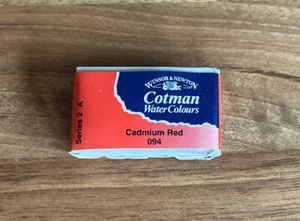 WINSOR & NEWTON
Cotman
Water Colours
Cadmium Red
094
Series 2 A